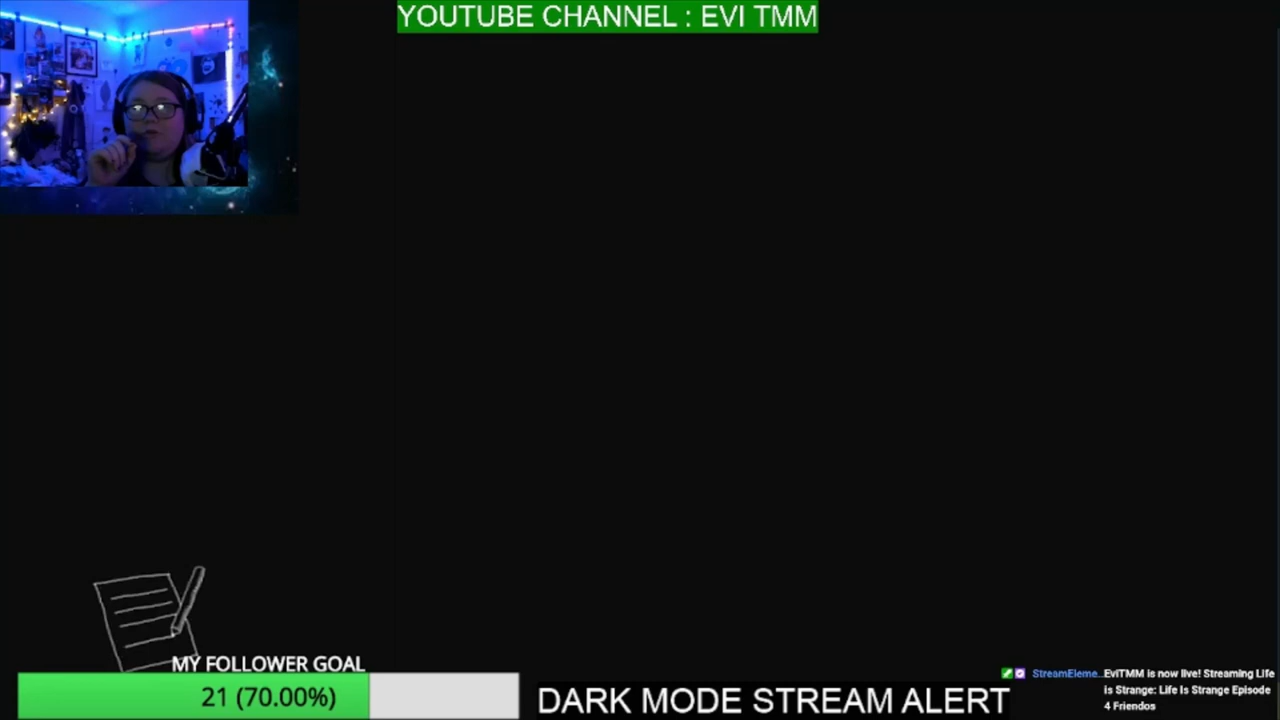 YOUTUBE CHANNEL : EVI TMM
MY FOLLOWER GOAL
21 (70.00%)
DARK MODE STREAM ALERT
StreamEleme... EviTMM is now live! Streaming Life
is Strange: Life Is Strange Episode
4 Friendos